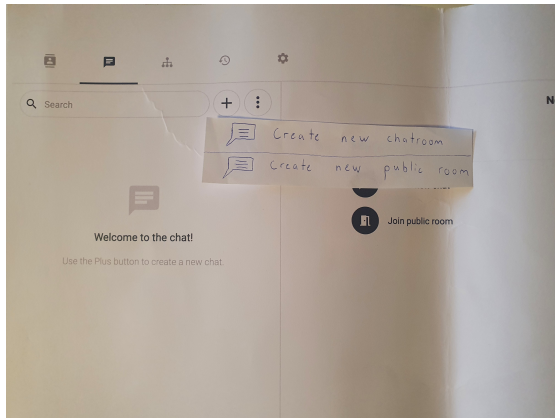 Search
Create new chatroom
Create new public room
Join public room
Welcome to the chat!
Use the Plus button to create a new chat.
N